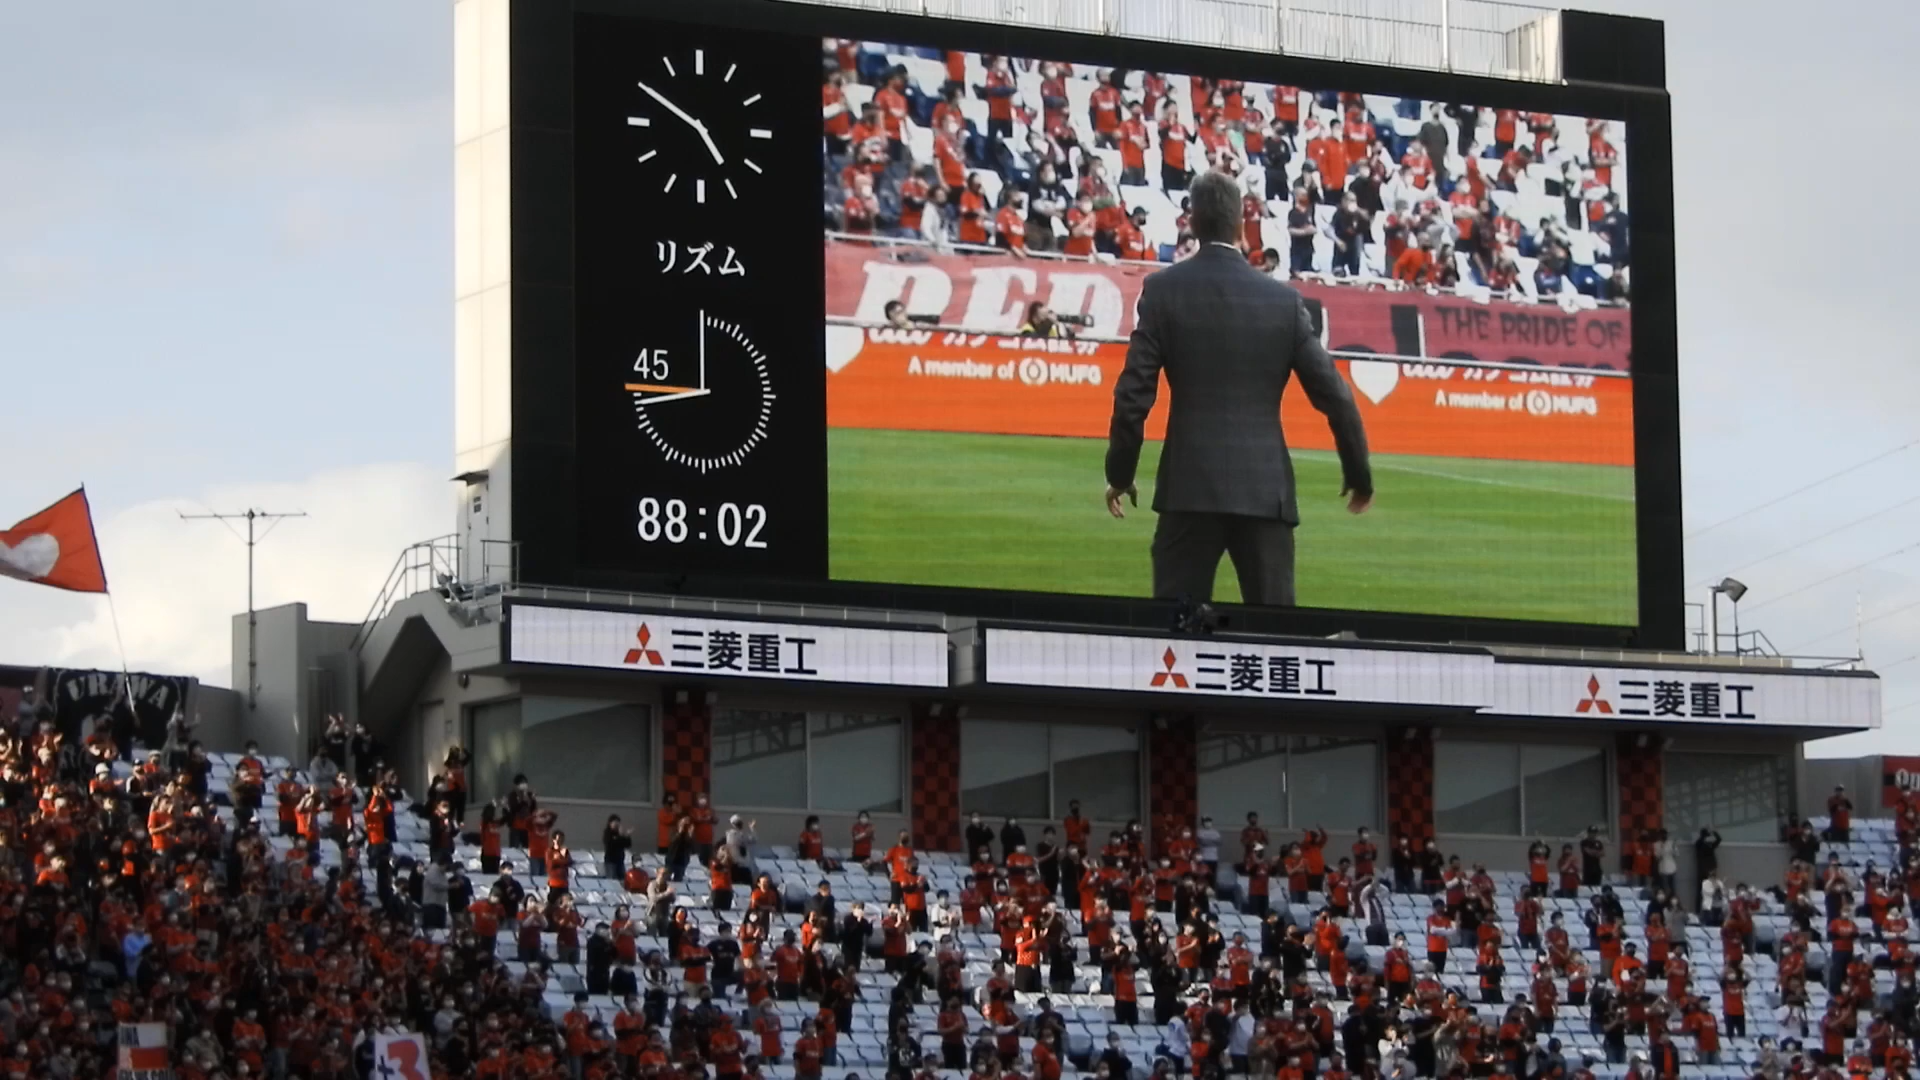 リズム
45
88:02
RED
THE PRIDE OF
A member of MUFG
A member of MUFG
三菱重工
三菱重工
三菱重工
URAWA
+3